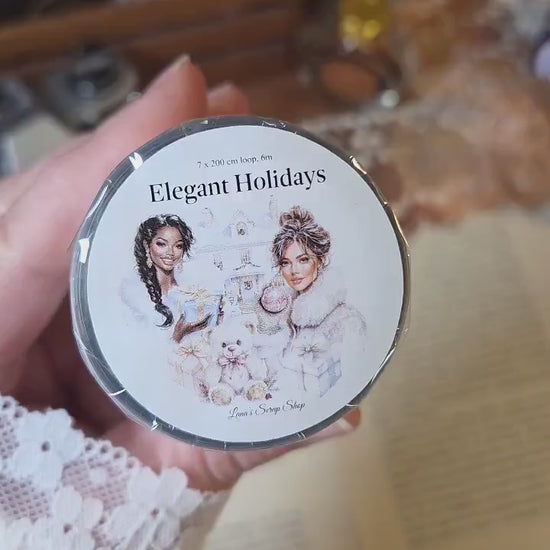 7 x 200 cm loop, 6m
Elegant Holidays
Lana's Scrap Shop